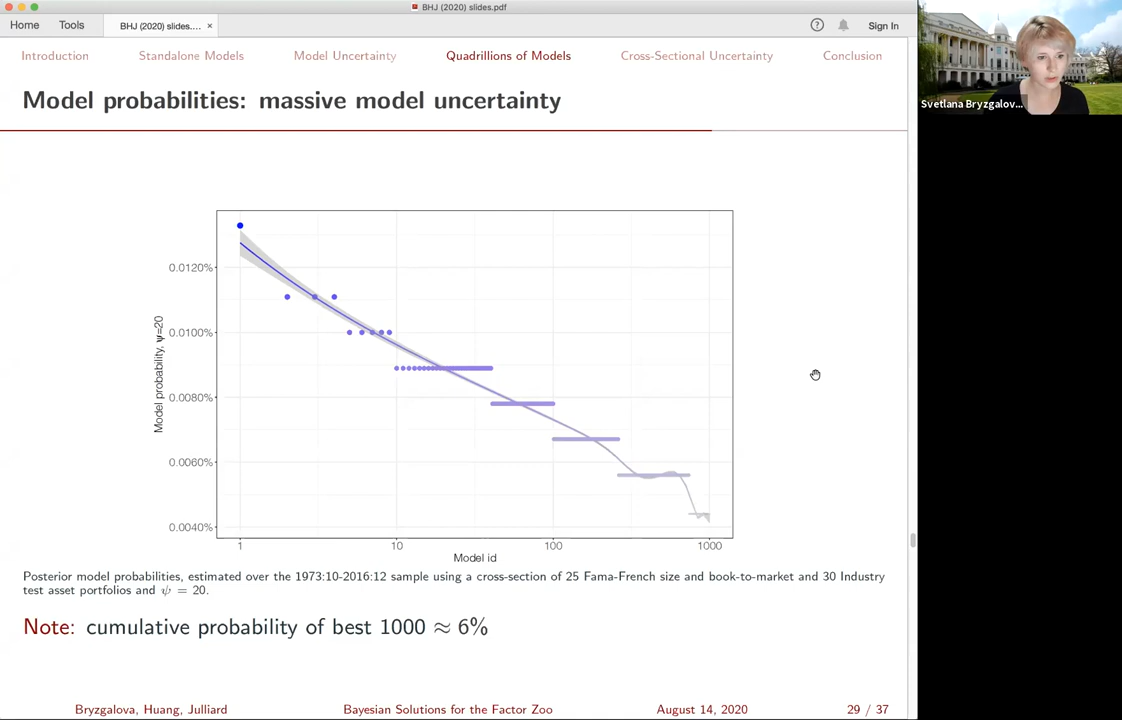 BHJ (2020) slides.pdf
Home Tools BHJ (2020) slides.... × Sign In
Introduction Standalone Models Model Uncertainty Quadrillions of Models Cross-Sectional Uncertainty Conclusion
Svetlana Bryzgalov...
Model probabilities: massive model uncertainty
Model probability, ψ=20
0.0120%
0.0100%
0.0080%
0.0060%
0.0040%
1 10 100 1000
Model id
Posterior model probabilities, estimated over the 1973:10-2016:12 sample using a cross-section of 25 Fama-French size and book-to-market and 30 Industry
test asset portfolios and ψ = 20.
Note: cumulative probability of best 1000 ≈ 6%
Bryzgalova, Huang, Julliard Bayesian Solutions for the Factor Zoo August 14, 2020 29 / 37